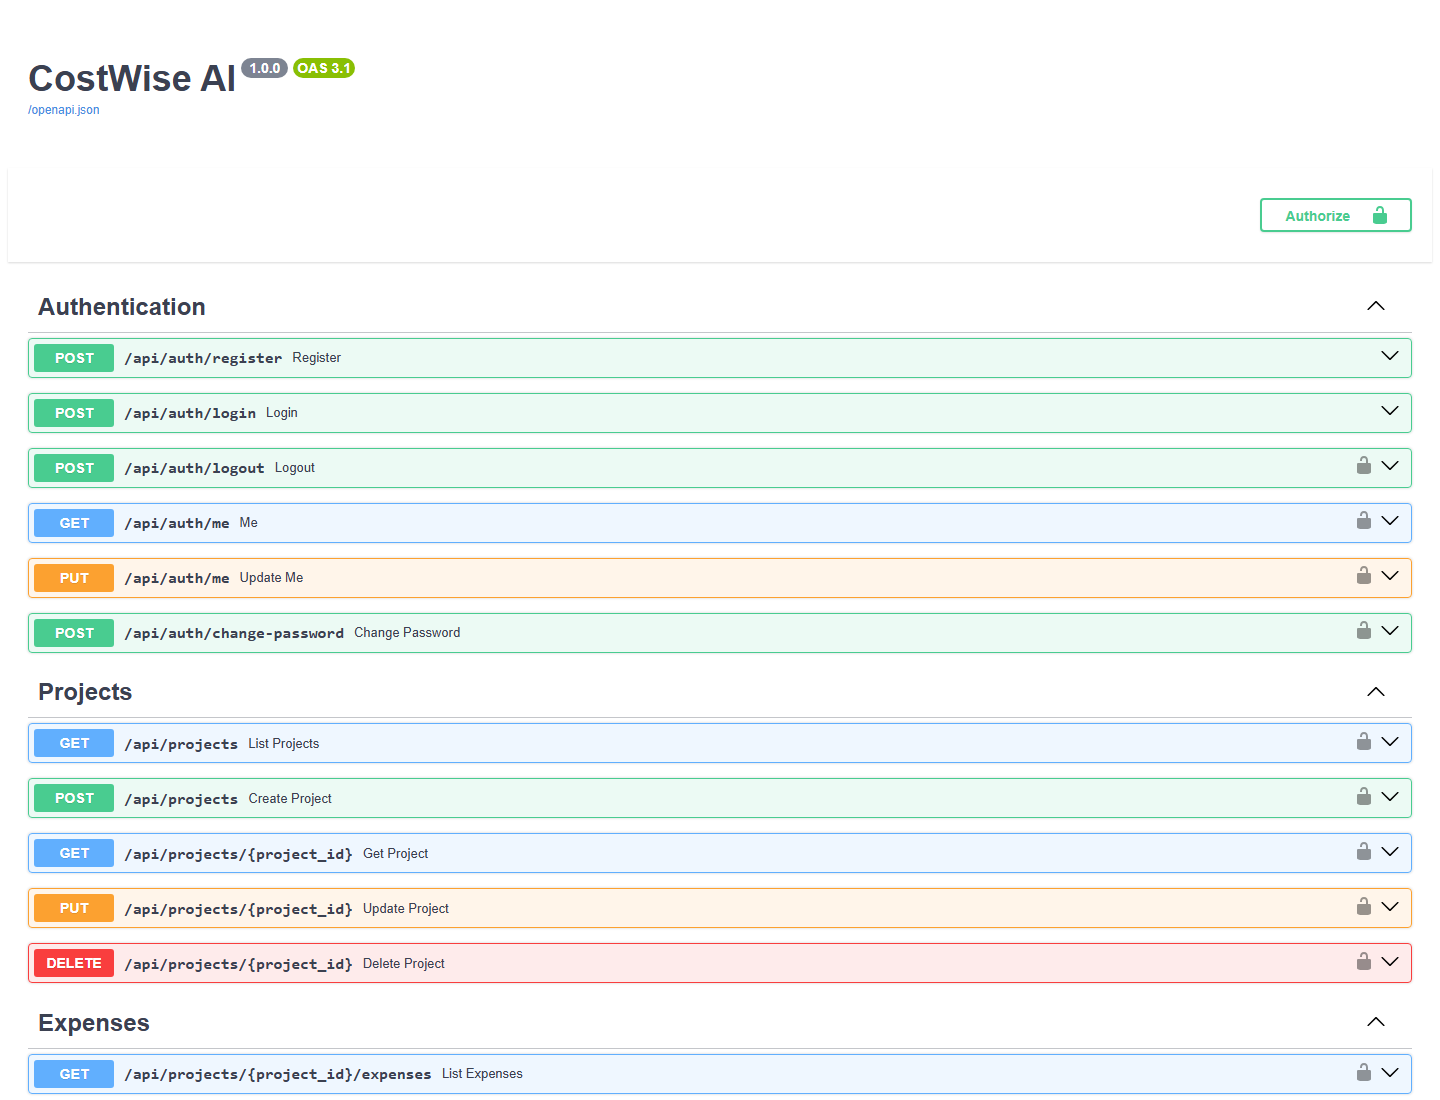 CostWise AI 1.0.0 OAS 3.1
/openapi.json
Authorize
Authentication
POST /api/auth/register Register
POST /api/auth/login Login
POST /api/auth/logout Logout
GET /api/auth/me Me
PUT /api/auth/me Update Me
POST /api/auth/change-password Change Password
Projects
GET /api/projects List Projects
POST /api/projects Create Project
GET /api/projects/{project_id} Get Project
PUT /api/projects/{project_id} Update Project
DELETE /api/projects/{project_id} Delete Project
Expenses
GET /api/projects/{project_id}/expenses List Expenses